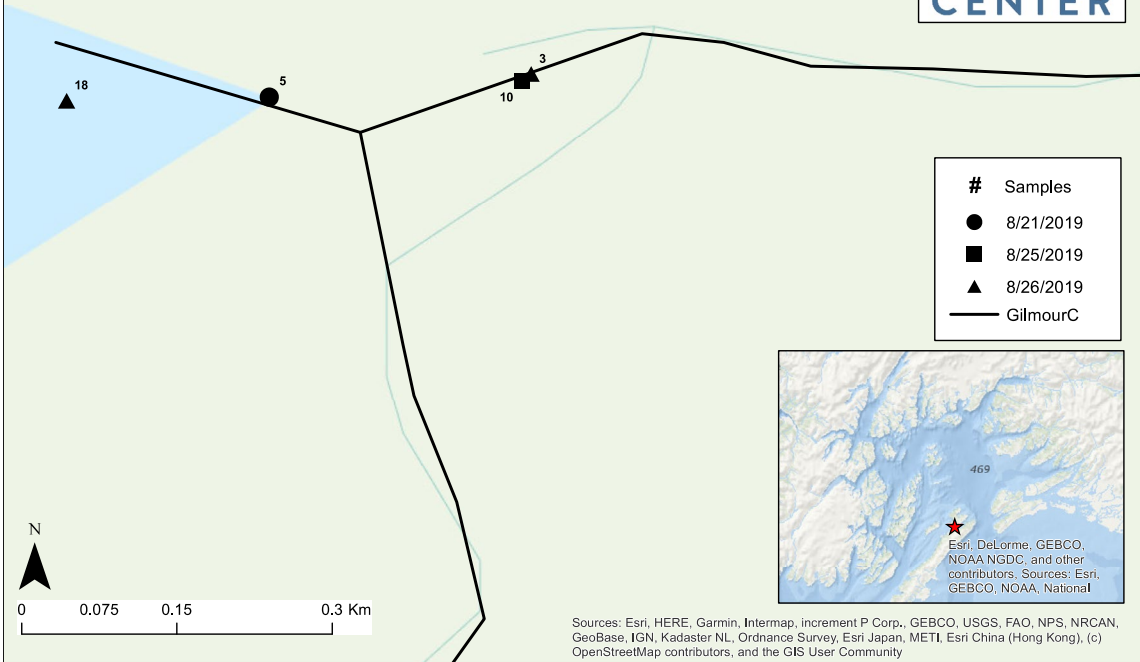 CENTER
18
5
3
10
# Samples
8/21/2019
8/25/2019
8/26/2019
GilmourC
469
Esri, DeLorme, GEBCO,
NOAA NGDC, and other
contributors, Sources: Esri,
GEBCO, NOAA, National
N
0 0.075 0.15 0.3 Km
Sources: Esri, HERE, Garmin, Intermap, increment P Corp., GEBCO, USGS, FAO, NPS, NRCAN,
GeoBase, IGN, Kadaster NL, Ordnance Survey, Esri Japan, METI, Esri China (Hong Kong), (c)
OpenStreetMap contributors, and the GIS User Community